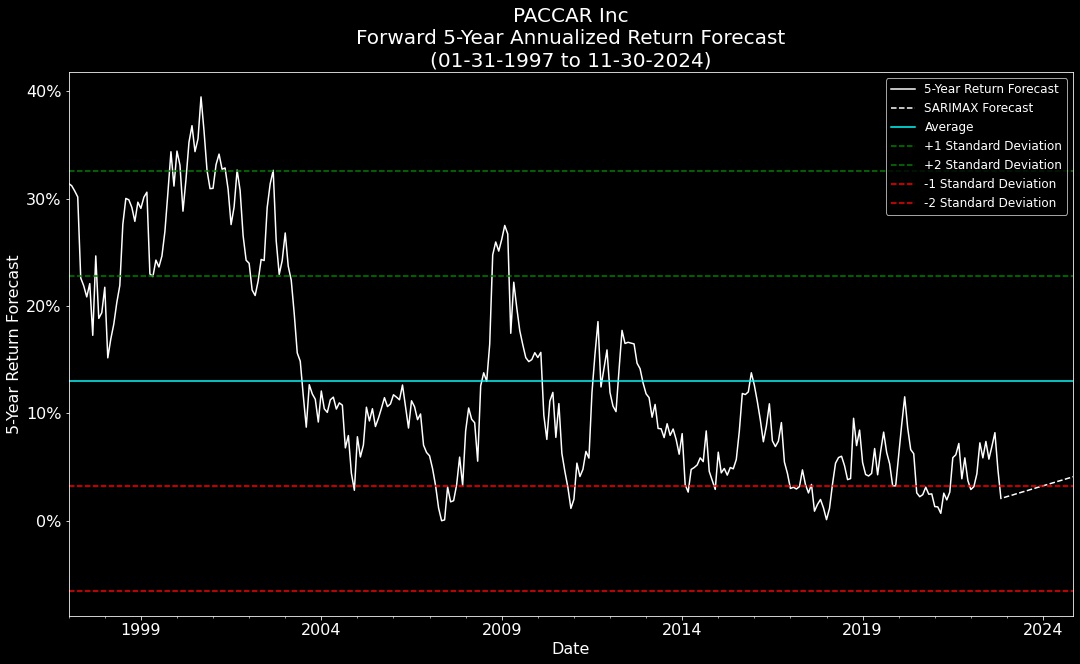 PACCAR Inc
Forward 5-Year Annualized Return Forecast
(01-31-1997 to 11-30-2024)
5-Year Return Forecast
SARIMAX Forecast
Average
+1 Standard Deviation
+2 Standard Deviation
-1 Standard Deviation
-2 Standard Deviation
5-Year Return Forecast
40%
30%
20%
10%
0%
1999
2004
2009
2014
2019
2024
Date